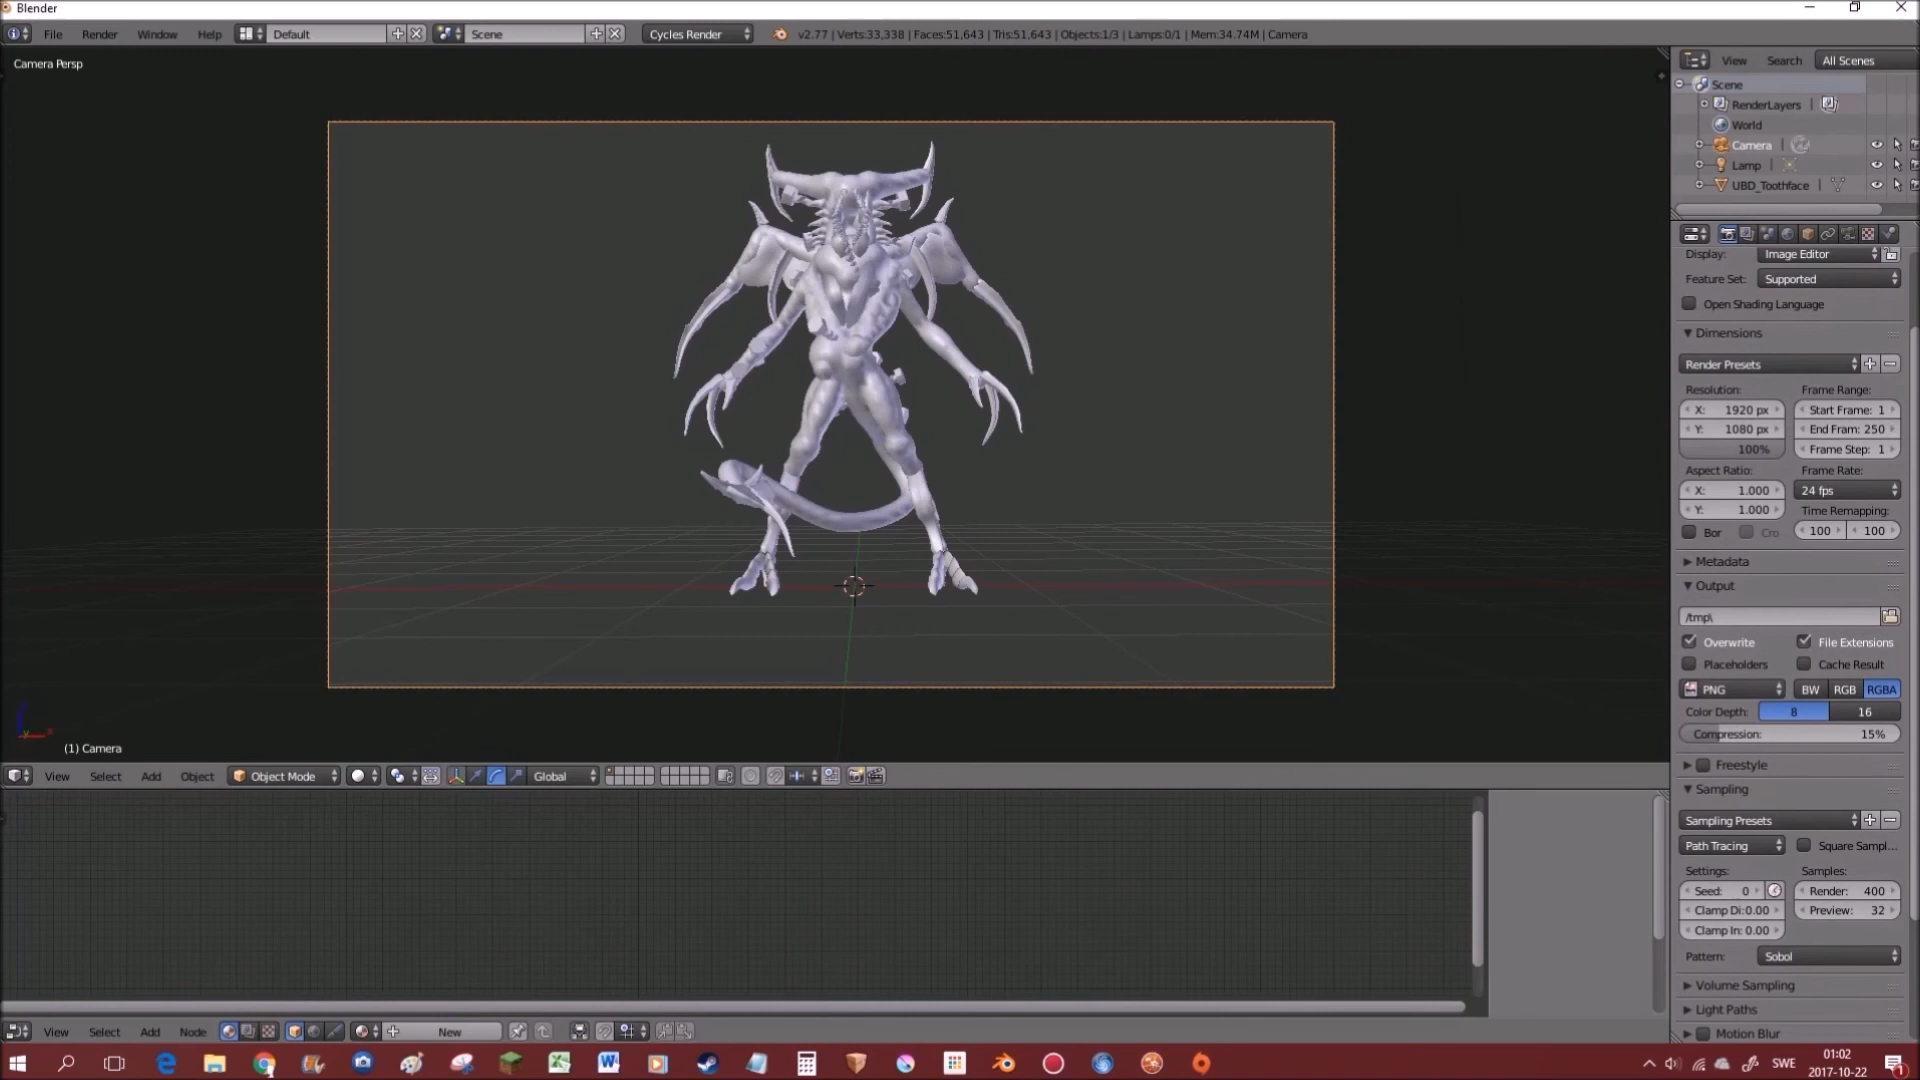 Blender
File Render Window Help Default Scene Cycles Render v2.77 | Verts:33,338 | Faces:51,643 | Tris:51,643 | Objects:1/3 | Lamps:0/1 | Mem:34.74M | Camera
Camera Persp
(1) Camera
View Select Add Object Object Mode Global
View Select Add Node New
View Search All Scenes
Scene
RenderLayers |
World
Camera |
Lamp |
UBD_Toothface |
Display: Image Editor
Feature Set: Supported
Open Shading Language
Dimensions
Render Presets
Resolution: Frame Range:
X: 1920 px Start Frame: 1
Y: 1080 px End Fram: 250
100% Frame Step: 1
Aspect Ratio: Frame Rate:
X: 1.000 24 fps
Y: 1.000 Time Remapping:
Bor Cro 100 100
Metadata
Output
/tmp\
Overwrite File Extensions
Placeholders Cache Result
PNG BW RGB RGBA
Color Depth: 8 16
Compression: 15%
Freestyle
Sampling
Sampling Presets
Path Tracing Square Sampl...
Settings: Samples:
Seed: 0 Render: 400
Clamp Di:0.00 Preview: 32
Clamp In: 0.00
Pattern: Sobol
Volume Sampling
Light Paths
Motion Blur
SWE 01:02
2017-10-22
1